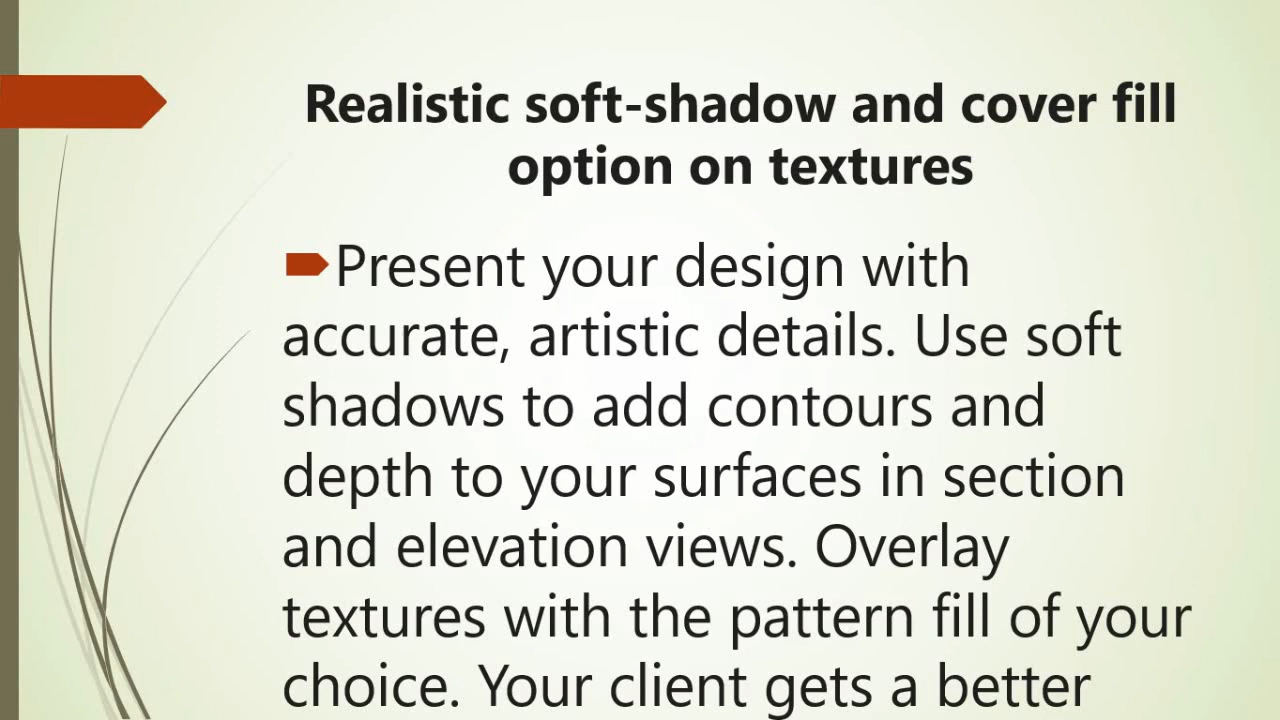 Realistic soft-shadow and cover fill
option on textures
Present your design with
accurate, artistic details. Use soft
shadows to add contours and
depth to your surfaces in section
and elevation views. Overlay
textures with the pattern fill of your
choice. Your client gets a better